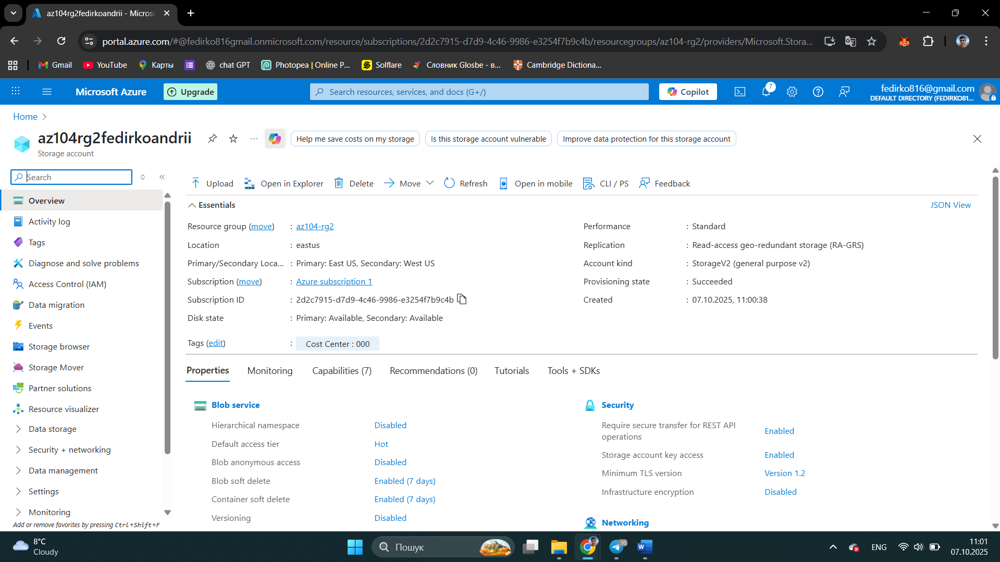 az104rg2fedirkoandrii - Micros
portal.azure.com/#@fedirko816gmail.onmicrosoft.com/resource/subscriptions/2d2c7915-d7d9-4c46-9986-e3254f7b9c4b/resourcegroups/az104-rg2/providers/Microsoft.Stora...
Gmail YouTube Карты chat GPT Photopea | Online P... Solflare Словник Glosbe - в... Cambridge Dictiona...
Microsoft Azure Upgrade Search resources, services, and docs (G+/) Copilot 7 fedirko816@gmail.com
DEFAULT DIRECTORY (FEDIRKO81...
Home
az104rg2fedirkoandrii Help me save costs on my storage Is this storage account vulnerable Improve data protection for this storage account
Storage account
Search
Overview
Activity log
Tags
Diagnose and solve problems
Access Control (IAM)
Data migration
Events
Storage browser
Storage Mover
Partner solutions
Resource visualizer
Data storage
Security + networking
Data management
Settings
Monitoring
Add or remove favorites by pressing Ctrl+Shift+F
Upload Open in Explorer Delete Move Refresh Open in mobile CLI / PS Feedback
Essentials JSON View
Resource group (move) : az104-rg2
Location : eastus
Primary/Secondary Loca... : Primary: East US, Secondary: West US
Subscription (move) : Azure subscription 1
Subscription ID : 2d2c7915-d7d9-4c46-9986-e3254f7b9c4b
Disk state : Primary: Available, Secondary: Available
Tags (edit) : Cost Center : 000
Performance : Standard
Replication : Read-access geo-redundant storage (RA-GRS)
Account kind : StorageV2 (general purpose v2)
Provisioning state : Succeeded
Created : 07.10.2025, 11:00:38
Properties Monitoring Capabilities (7) Recommendations (0) Tutorials Tools + SDKs
Blob service
Hierarchical namespace Disabled
Default access tier Hot
Blob anonymous access Disabled
Blob soft delete Enabled (7 days)
Container soft delete Enabled (7 days)
Versioning Disabled
Security
Require secure transfer for REST API
operations Enabled
Storage account key access Enabled
Minimum TLS version Version 1.2
Infrastructure encryption Disabled
Networking
8°C
Cloudy
Пошук
95
W
ENG
11:01
07.10.2025